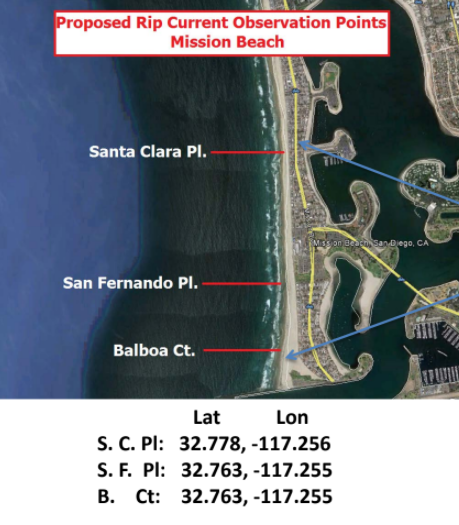 Proposed Rip Current Observation Points
Mission Beach
Santa Clara Pl.
Mission Beach, San Diego, CA
San Fernando Pl.
Balboa Ct.
Lat Lon
S. C. Pl: 32.778, -117.256
S. F. Pl: 32.763, -117.255
B. Ct: 32.763, -117.255